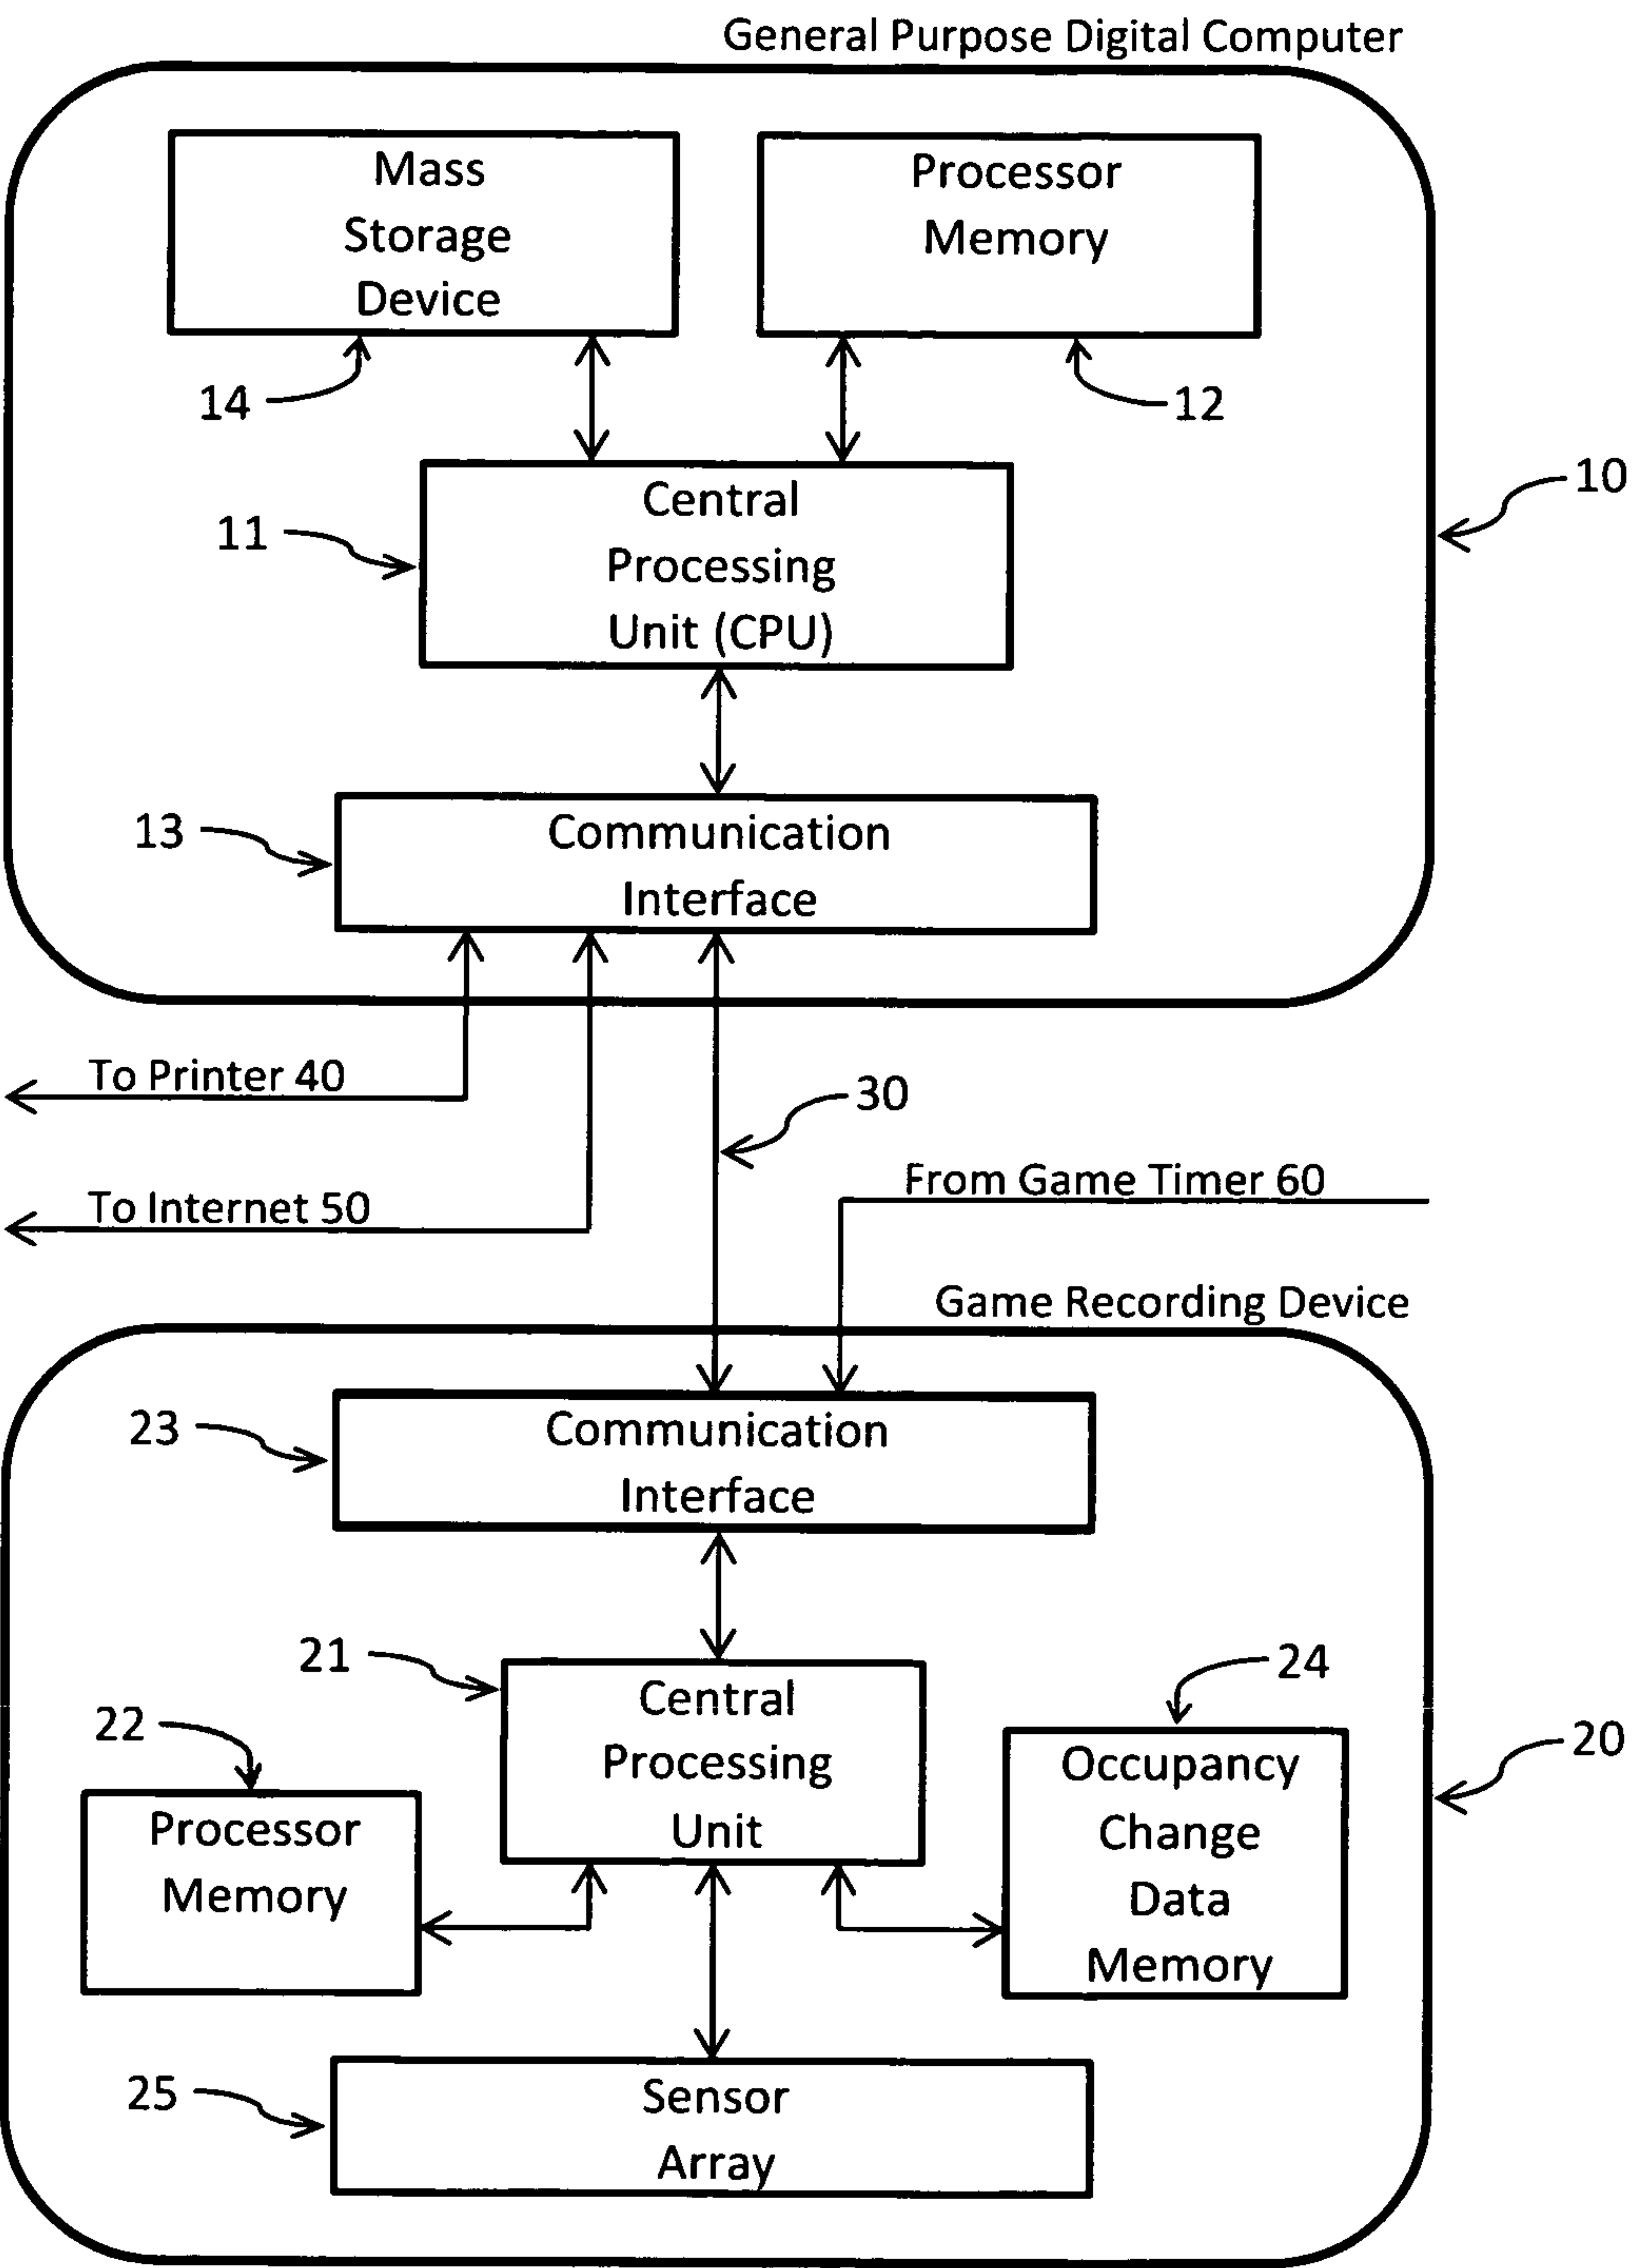 General Purpose Digital Computer
Mass
Storage
Device
Processor
Memory
14
12
10
Central
Processing
Unit (CPU)
11
13
Communication
Interface
To Printer 40
30
To Internet 50
From Game Timer 60
Game Recording Device
23
Communication
Interface
21
Central
Processing
Unit
24
22
20
Processor
Memory
Occupancy
Change
Data
Memory
25
Sensor
Array